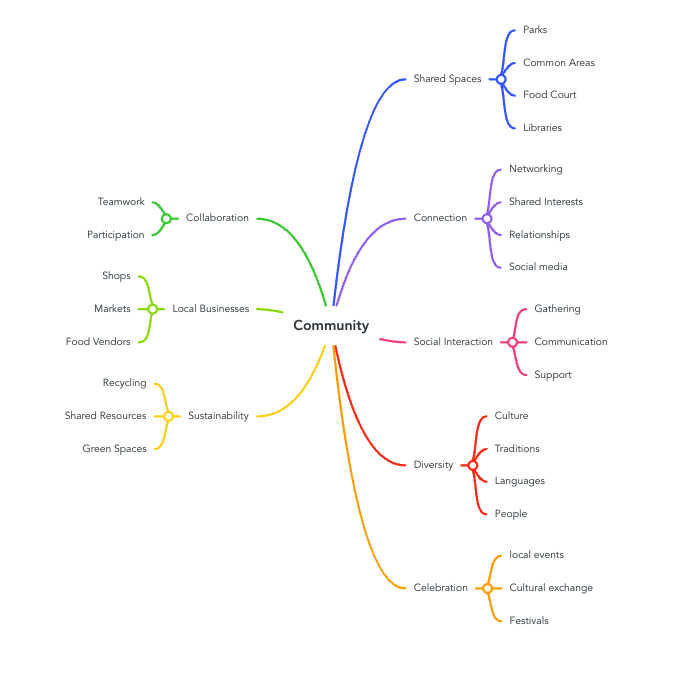 Community
Shared Spaces
Parks
Common Areas
Food Court
Libraries
Connection
Networking
Shared Interests
Relationships
Social media
Social Interaction
Gathering
Communication
Support
Diversity
Culture
Traditions
Languages
People
Celebration
local events
Cultural exchange
Festivals
Collaboration
Teamwork
Participation
Local Businesses
Shops
Markets
Food Vendors
Sustainability
Recycling
Shared Resources
Green Spaces